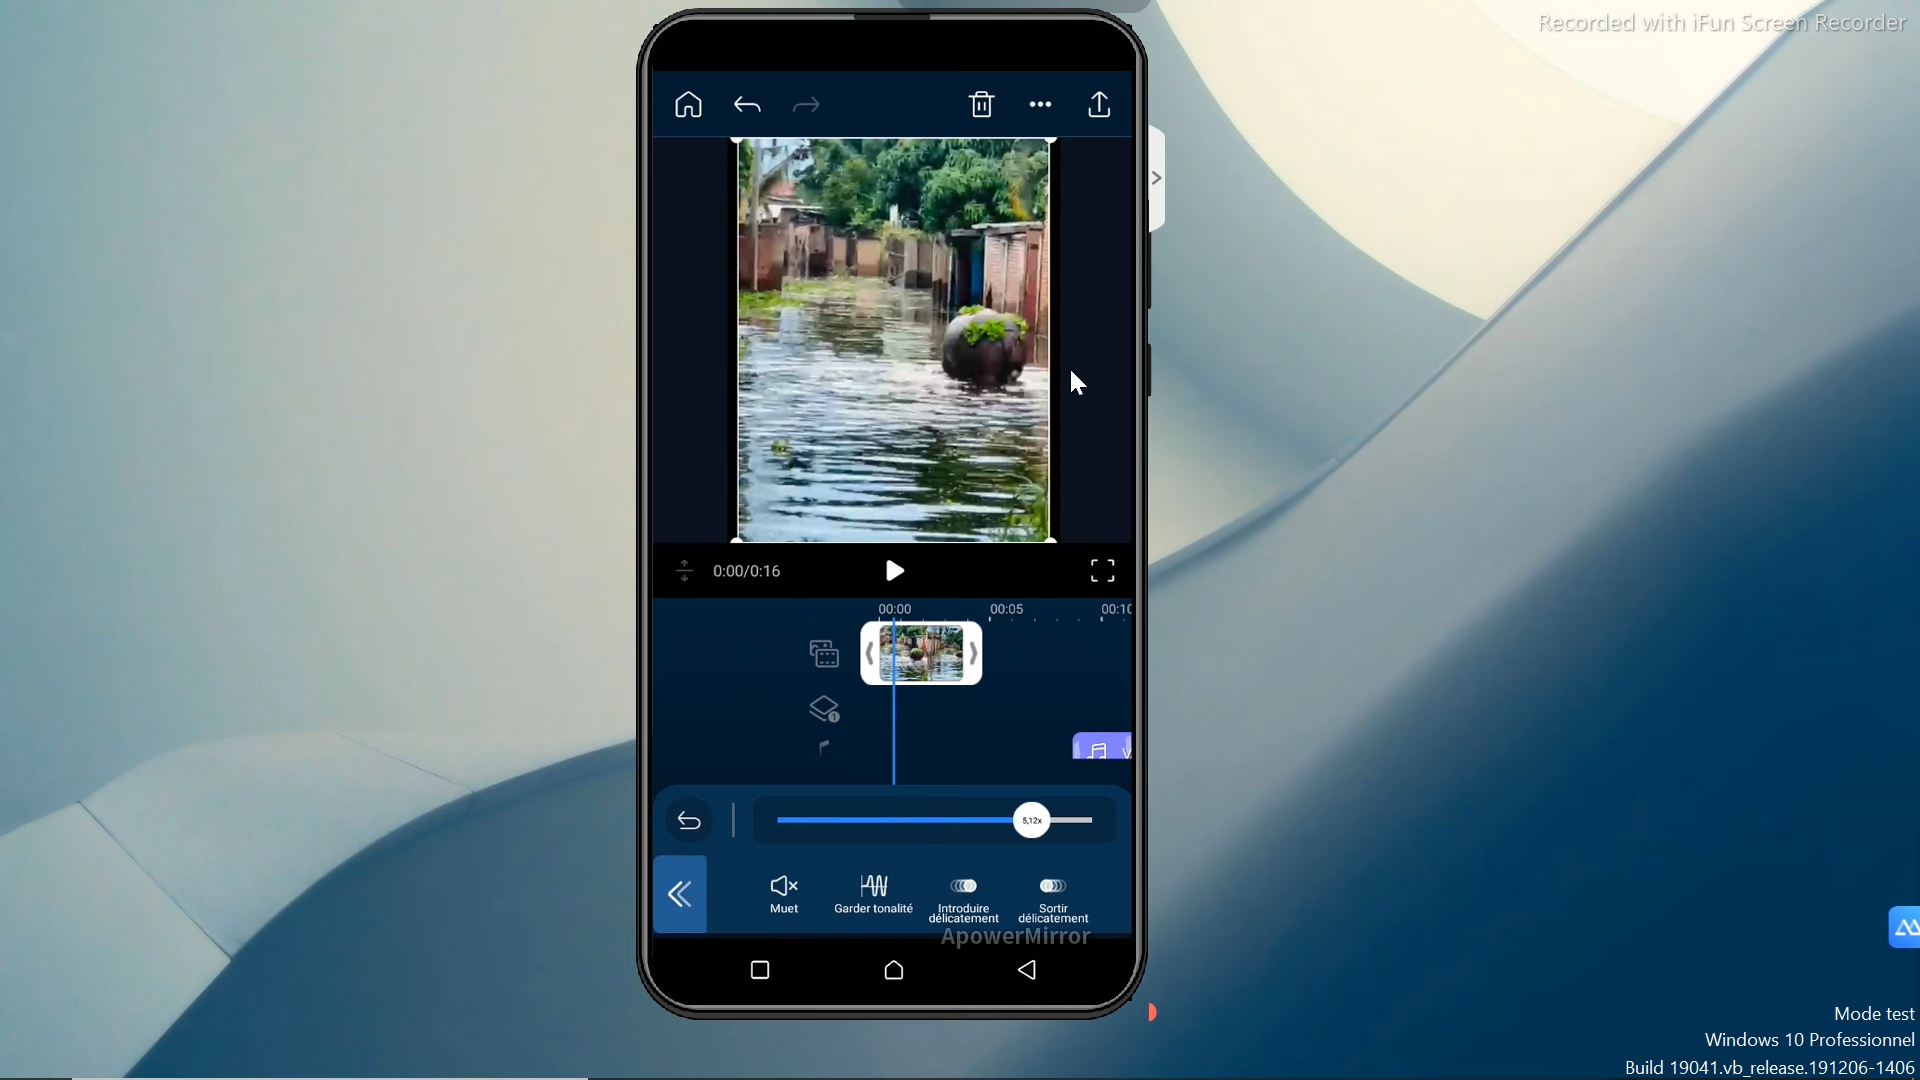 Recorded with iFun Screen Recorder
0:00/0:16
00:00
00:05
00:10
5,12x
Muet
Garder tonalité
Introduire
délicatement
Sortir
délicatement
ApowerMirror
Mode test
Windows 10 Professionnel
Build 19041.vb_release.191206-1406